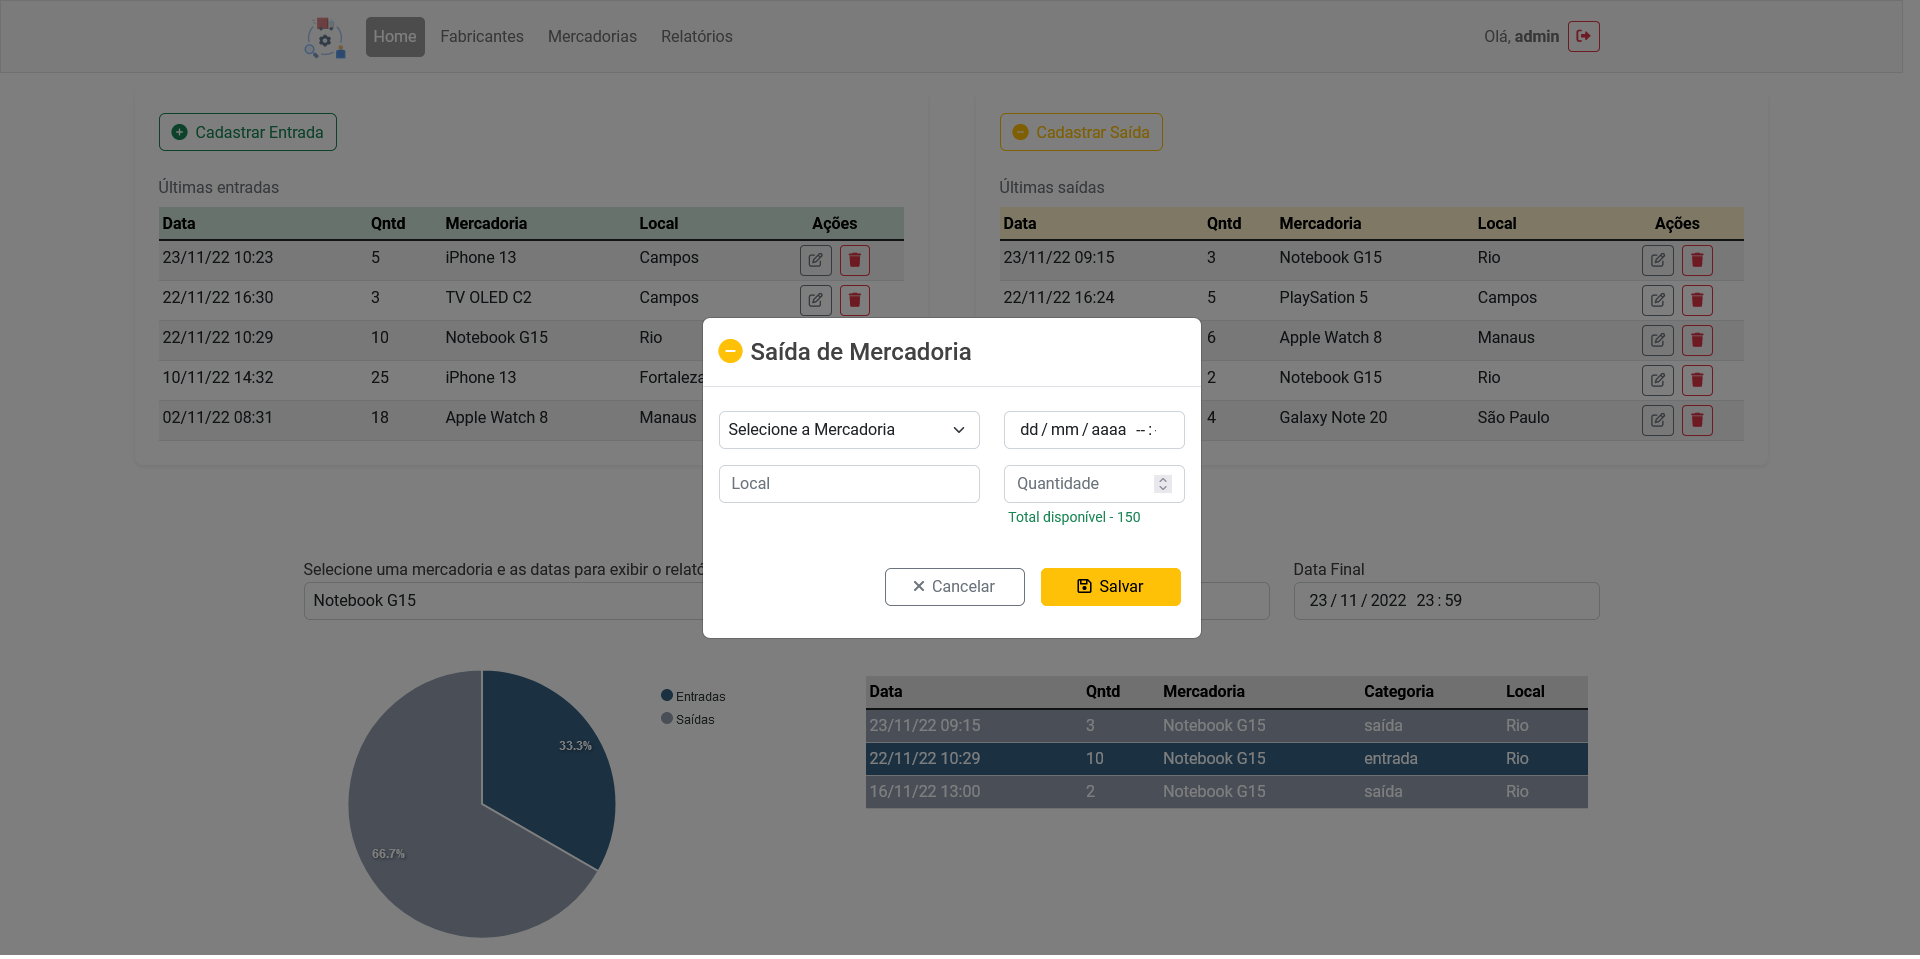 Home Fabricantes Mercadorias Relatórios Olá, admin
Cadastrar Entrada
Últimas entradas
Data Qntd Mercadoria Local Ações
23/11/22 10:23 5 iPhone 13 Campos
22/11/22 16:30 3 TV OLED C2 Campos
22/11/22 10:29 10 Notebook G15 Rio
10/11/22 14:32 25 iPhone 13 Fortaleza
02/11/22 08:31 18 Apple Watch 8 Manaus
Cadastrar Saída
Últimas saídas
Data Qntd Mercadoria Local Ações
23/11/22 09:15 3 Notebook G15 Rio
22/11/22 16:24 5 PlaySation 5 Campos
6 Apple Watch 8 Manaus
2 Notebook G15 Rio
4 Galaxy Note 20 São Paulo
Saída de Mercadoria
Selecione a Mercadoria dd/mm/aaaa --:
Local Quantidade
Total disponível - 150
Cancelar Salvar
Selecione uma mercadoria e as datas para exibir o relató
Notebook G15
Data Final
23/11/2022 23:59
Entradas
Saídas
33.3%
66.7%
Data Qntd Mercadoria Categoria Local
23/11/22 09:15 3 Notebook G15 saída Rio
22/11/22 10:29 10 Notebook G15 entrada Rio
16/11/22 13:00 2 Notebook G15 saída Rio